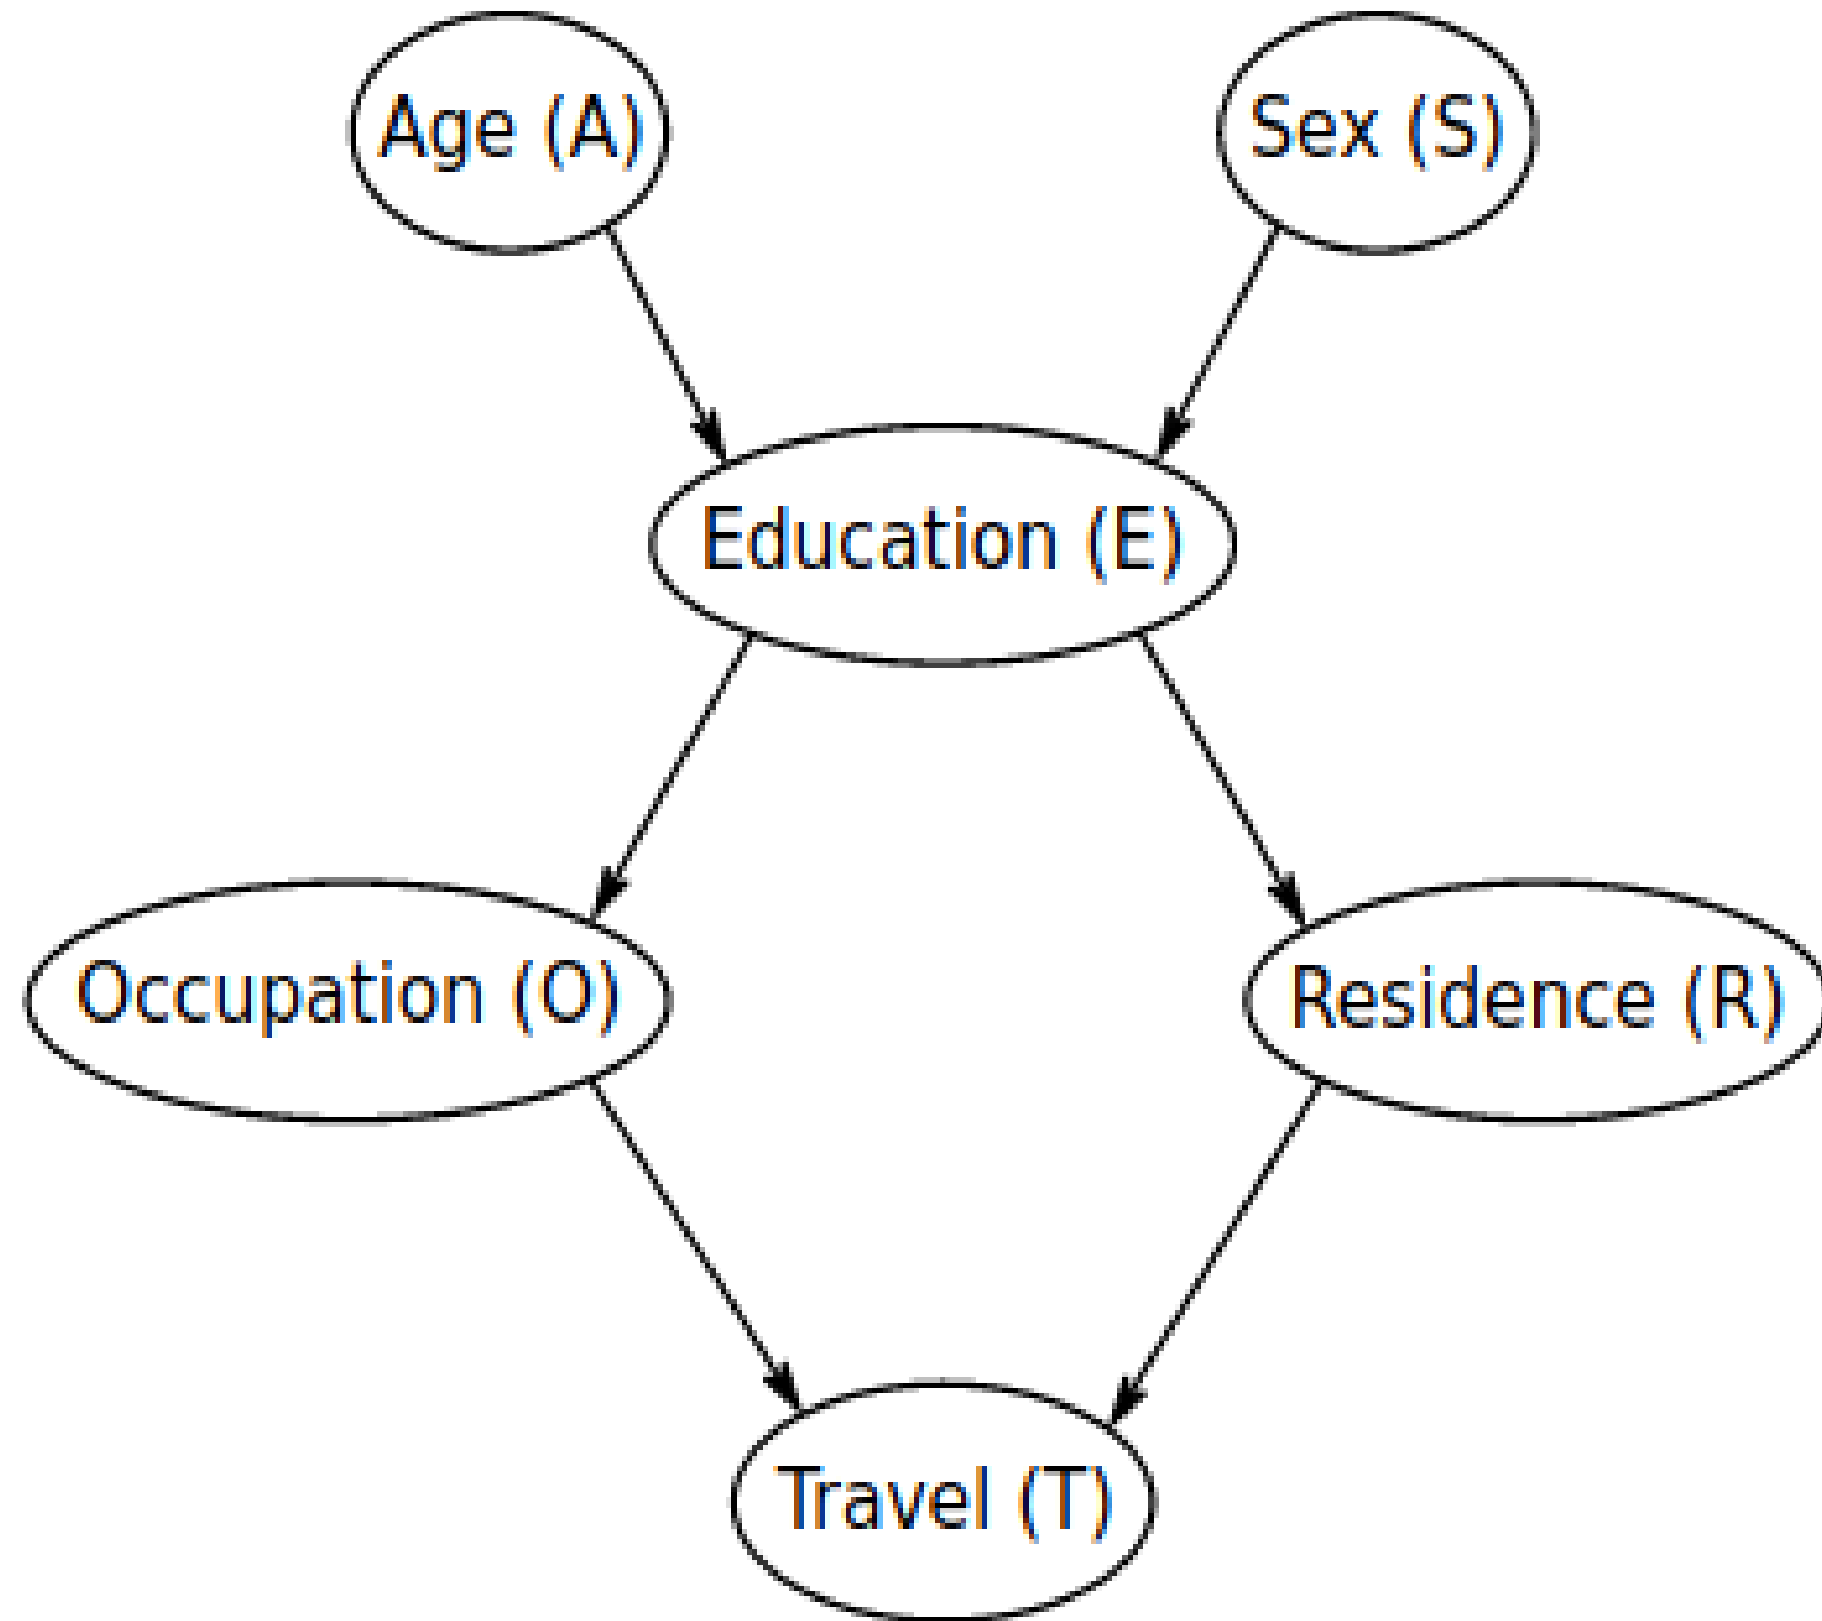 Age (A)
Sex (S)
Education (E)
Occupation (O)
Residence (R)
Travel (T)